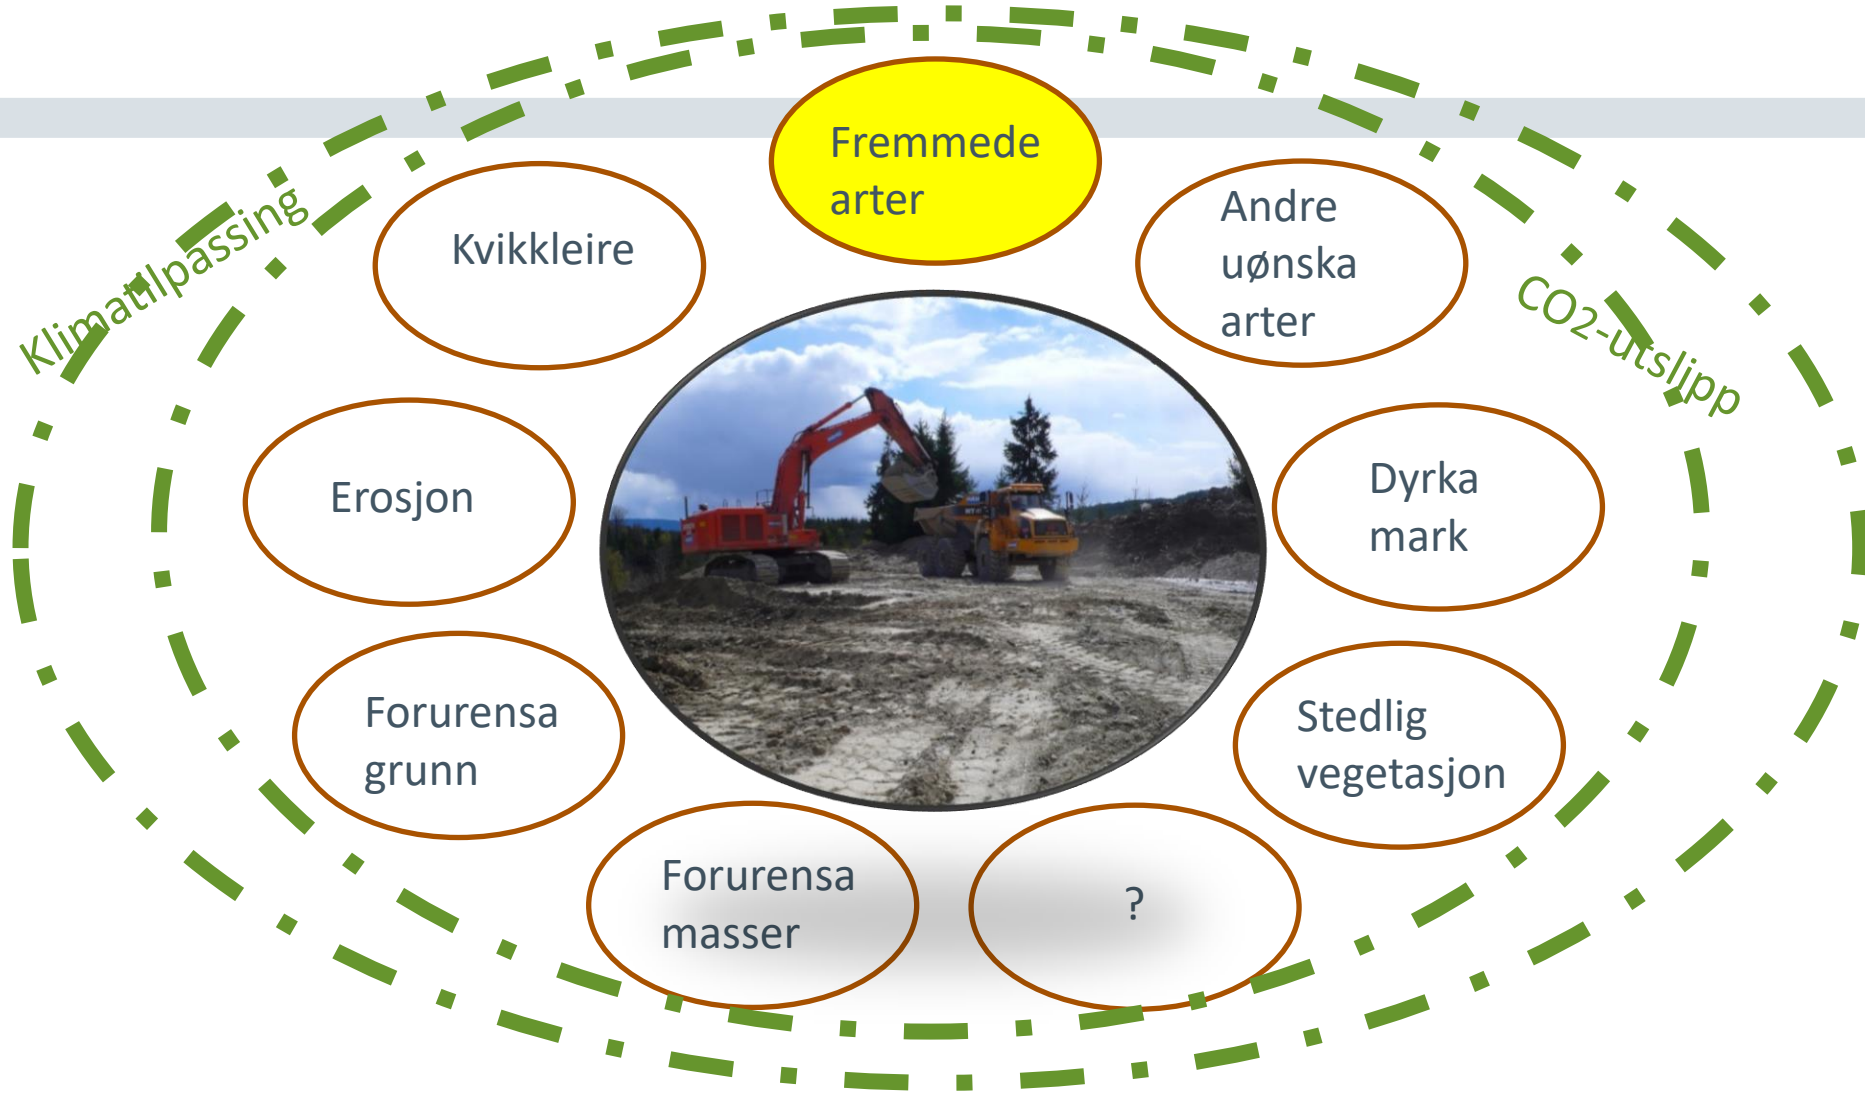 Fremmede
arter
Kvikkleire
Andre
uønska
arter
Klimatilpassing
CO2-utslipp
Erosjon
Dyrka
mark
Forurensa
grunn
Stedlig
vegetasjon
Forurensa
masser
?